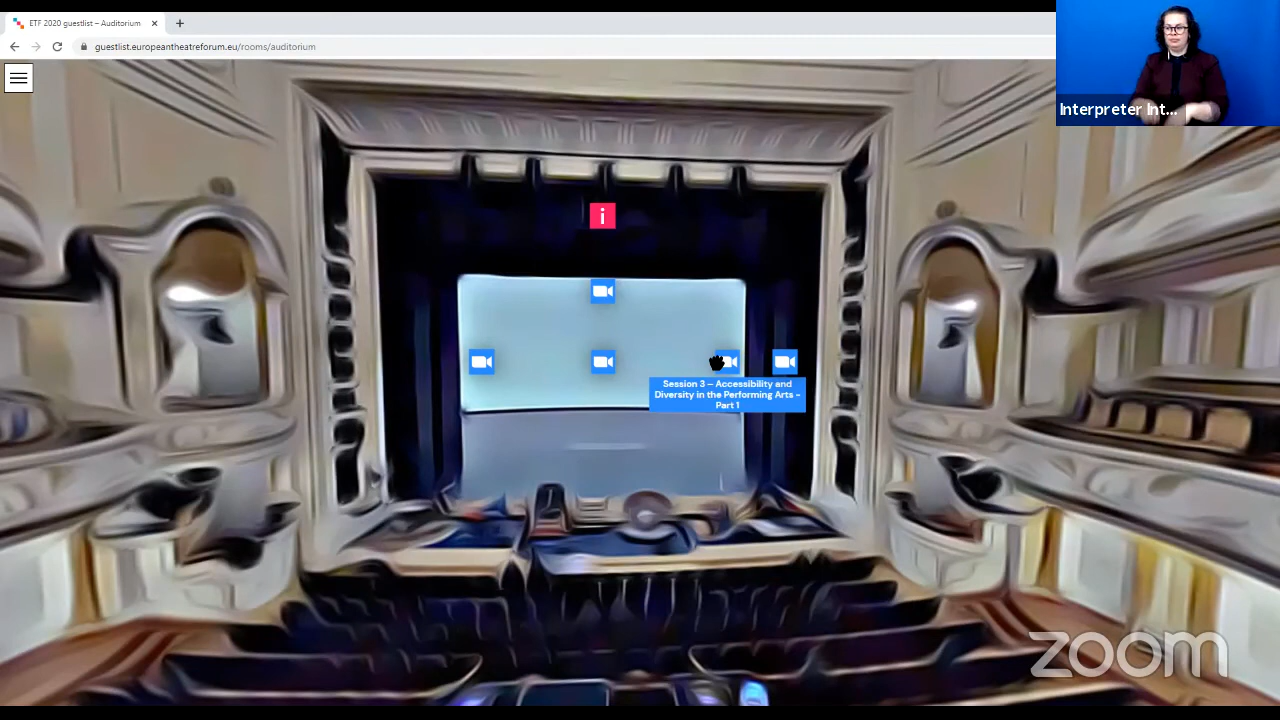 ETF 2020 guestlist – Auditorium
guestlist.europeantheatreforum.eu/rooms/auditorium
Interpreter Int...
i
Session 3 – Accessibility and
Diversity in the Performing Arts -
Part 1
zoom